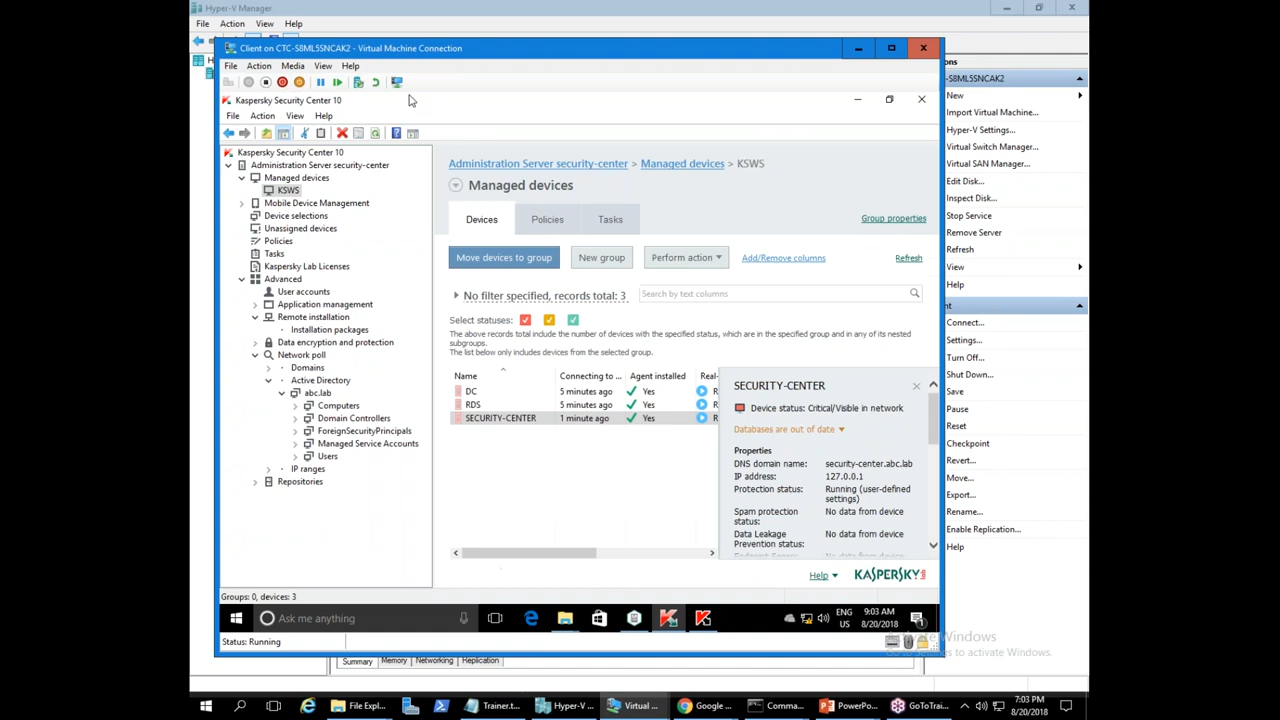 Hyper-V Manager
File Action View Help
Client on CTC-S8ML5SNCAK2 - Virtual Machine Connection
File Action Media View Help
Kaspersky Security Center 10
File Action View Help
Kaspersky Security Center 10
Administration Server security-center
Managed devices
KSWS
Mobile Device Management
Device selections
Unassigned devices
Policies
Tasks
Kaspersky Lab Licenses
Advanced
User accounts
Application management
Remote installation
Installation packages
Data encryption and protection
Network poll
Domains
Active Directory
abc.lab
Computers
Domain Controllers
ForeignSecurityPrincipals
Managed Service Accounts
Users
IP ranges
Repositories
Administration Server security-center > Managed devices > KSWS
Managed devices
Devices Policies Tasks
Group properties
Move devices to group New group Perform action Add/Remove columns Refresh
No filter specified, records total: 3 Search by text columns
Select statuses:
The above records total include the number of devices with the specified status, which are in the specified group and in any of its nested
subgroups.
The list below only includes devices from the selected group.
Name Connecting to ... Agent installed Real-
DC 5 minutes ago Yes R
RDS 5 minutes ago Yes R
SECURITY-CENTER 1 minute ago Yes R
SECURITY-CENTER
Device status: Critical/Visible in network
Databases are out of date
Properties
DNS domain name: security-center.abc.lab
IP address: 127.0.0.1
Protection status: Running (user-defined
settings)
Spam protection No data from device
status:
Data Leakage No data from device
Prevention status:
Help KASPERSKY lab
Groups: 0, devices: 3
Ask me anything
ENG
US
9:03 AM
8/20/2018
1
Status: Running
ons
-S8ML5SNCAK2
New
Import Virtual Machine...
Hyper-V Settings...
Virtual Switch Manager...
Virtual SAN Manager...
Edit Disk...
Inspect Disk...
Stop Service
Remove Server
Refresh
View
Help
nt
Connect...
Settings...
Turn Off...
Shut Down...
Save
Pause
Reset
Checkpoint
Revert...
Move...
Export...
Rename...
Enable Replication...
Help
Activate Windows
Go to Settings to activate Windows.
Summary Memory Networking Replication
File Expl... Trainer.t... Hyper-V ... Virtual ... Google ... Comma... PowerPo... GoToTrai...
7:03 PM
8/20/2018